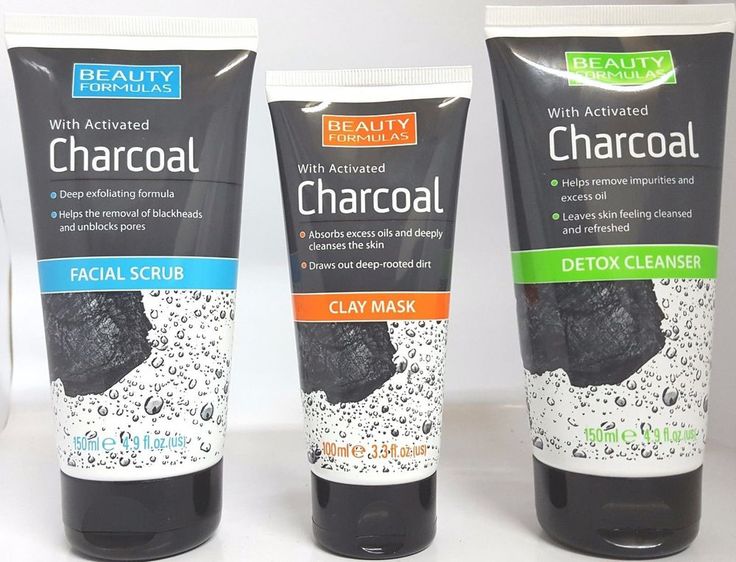 BEAUTY
FORMULAS
With Activated
Charcoal
Deep exfoliating formula
Helps the removal of blackheads
and unblocks pores
FACIAL SCRUB
150ml e 4.9 fl.oz.(US)
BEAUTY
FORMULAS
With Activated
Charcoal
Absorbs excess oils and deeply
cleanses the skin
Draws out deep-rooted dirt
CLAY MASK
100ml e 3.3 fl.oz.(US)
BEAUTY
FORMULAS
With Activated
Charcoal
Helps remove impurities and
excess oil
Leaves skin feeling cleansed
and refreshed
DETOX CLEANSER
150ml e 4.9 fl.oz.(US)